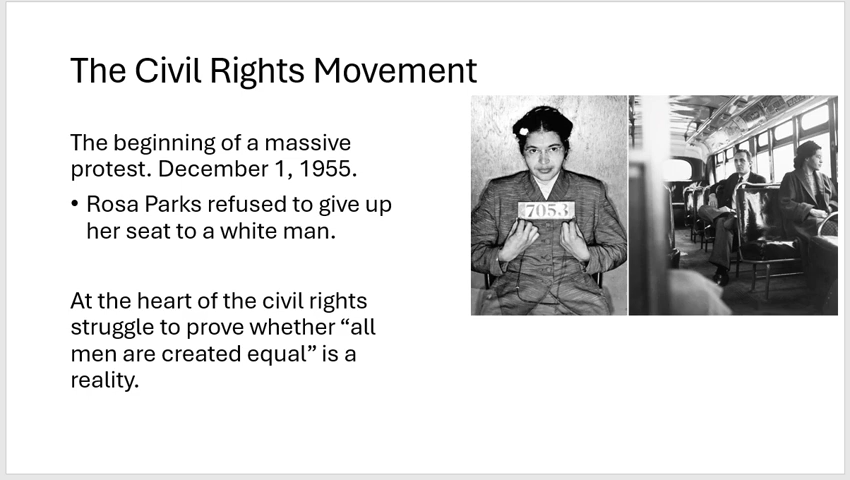 The Civil Rights Movement
The beginning of a massive
protest. December 1, 1955.
• Rosa Parks refused to give up
her seat to a white man.
At the heart of the civil rights
struggle to prove whether “all
men are created equal” is a
reality.
7053